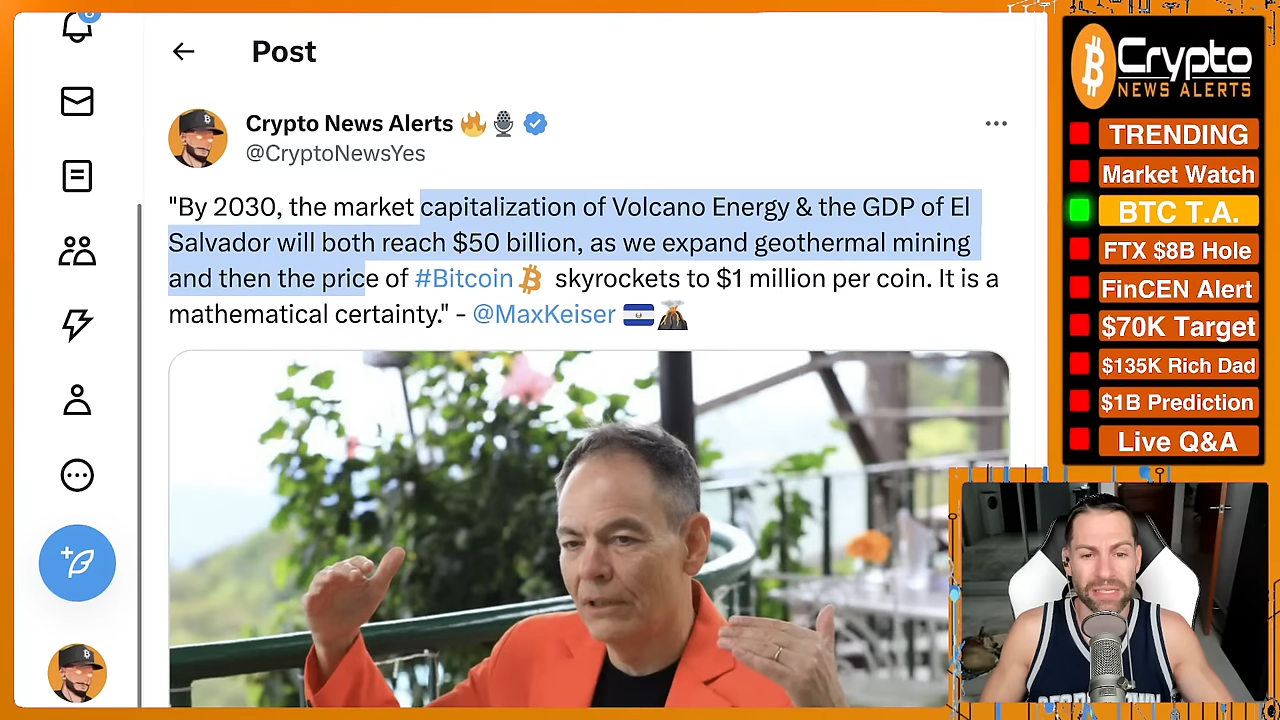 Post
Crypto News Alerts
@CryptoNewsYes
"By 2030, the market capitalization of Volcano Energy & the GDP of El
Salvador will both reach $50 billion, as we expand geothermal mining
and then the price of #Bitcoin skyrockets to $1 million per coin. It is a
mathematical certainty." - @MaxKeiser
Crypto
NEWS ALERTS
TRENDING
Market Watch
BTC T.A.
FTX $8B Hole
FinCEN Alert
$70K Target
$135K Rich Dad
$1B Prediction
Live Q&A